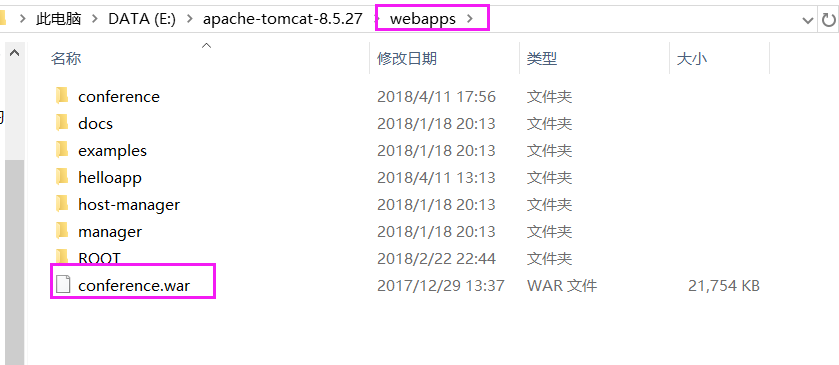 此电脑 > DATA (E:) > apache-tomcat-8.5.27 > webapps >
名称 修改日期 类型 大小
conference 2018/4/11 17:56 文件夹
docs 2018/1/18 20:13 文件夹
examples 2018/1/18 20:13 文件夹
helloapp 2018/4/11 13:13 文件夹
host-manager 2018/1/18 20:13 文件夹
manager 2018/1/18 20:13 文件夹
ROOT 2018/2/22 22:44 文件夹
conference.war 2017/12/29 13:37 WAR 文件 21,754 KB